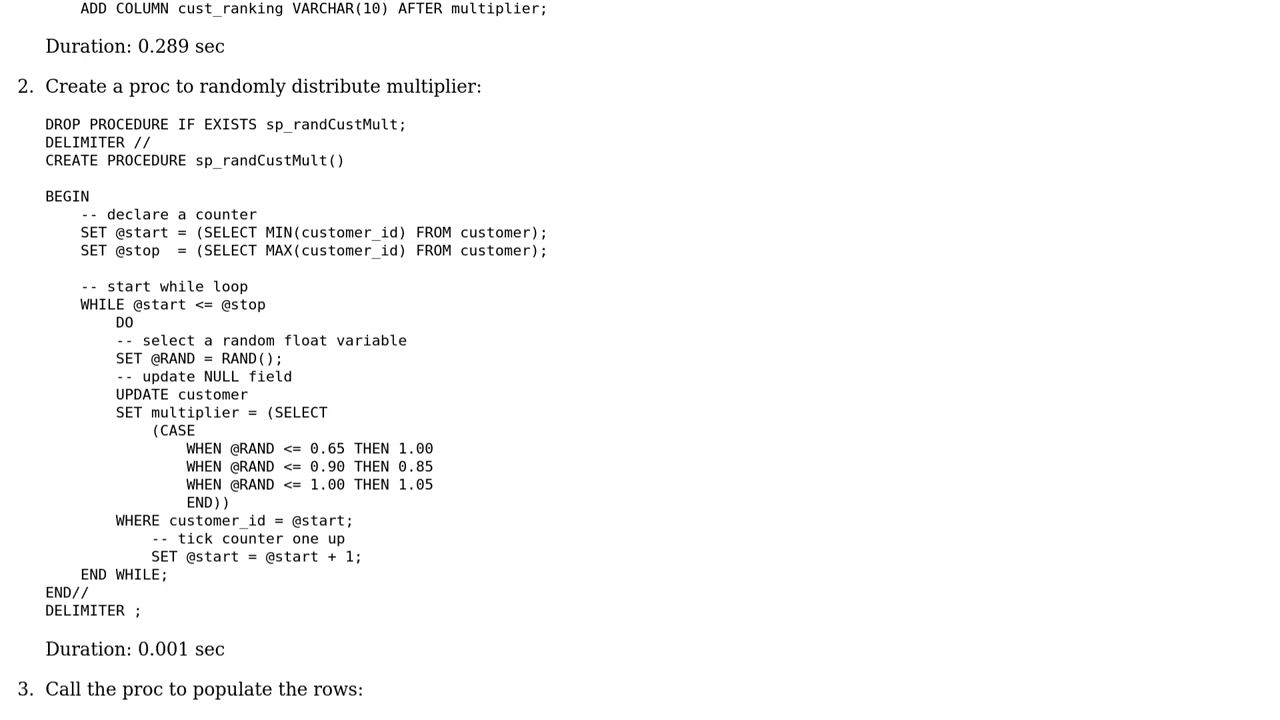 ADD COLUMN cust_ranking VARCHAR(10) AFTER multiplier;
Duration: 0.289 sec
2. Create a proc to randomly distribute multiplier:
DROP PROCEDURE IF EXISTS sp_randCustMult;
DELIMITER //
CREATE PROCEDURE sp_randCustMult()
BEGIN
-- declare a counter
SET @start = (SELECT MIN(customer_id) FROM customer);
SET @stop  = (SELECT MAX(customer_id) FROM customer);
-- start while loop
WHILE @start <= @stop
DO
-- select a random float variable
SET @RAND = RAND();
-- update NULL field
UPDATE customer
SET multiplier = (SELECT
(CASE
WHEN @RAND <= 0.65 THEN 1.00
WHEN @RAND <= 0.90 THEN 0.85
WHEN @RAND <= 1.00 THEN 1.05
END))
WHERE customer_id = @start;
-- tick counter one up
SET @start = @start + 1;
END WHILE;
END//
DELIMITER ;
Duration: 0.001 sec
3. Call the proc to populate the rows: